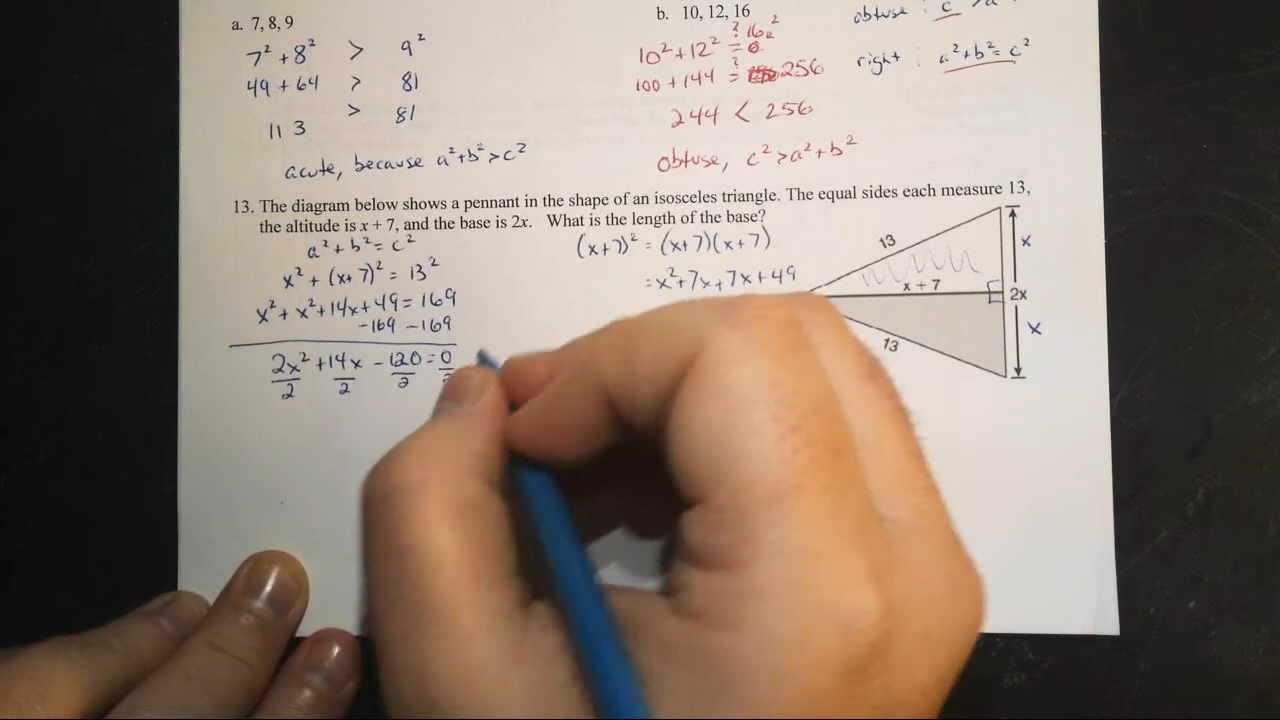 a. 7, 8, 9
7² + 8² > 9²
49 + 64 > 81
113 > 81
acute, because a²+b²>c²
b. 10, 12, 16
10² + 12² ≟ 16²
100 + 144 ≟ 256
244 < 256
obtuse, c²>a²+b²
obtuse : c
right : a²+b²=c²
13. The diagram below shows a pennant in the shape of an isosceles triangle. The equal sides each measure 13,
the altitude is x + 7, and the base is 2x. What is the length of the base?
a²+b²=c²
x² + (x+7)² = 13²
x² + x²+14x+49=169
-169 -169
2x² +14x - 120 = 0
2 2 2
(x+7)² = (x+7)(x+7)
= x²+7x+7x+49
13
x + 7
13
x
2x
x